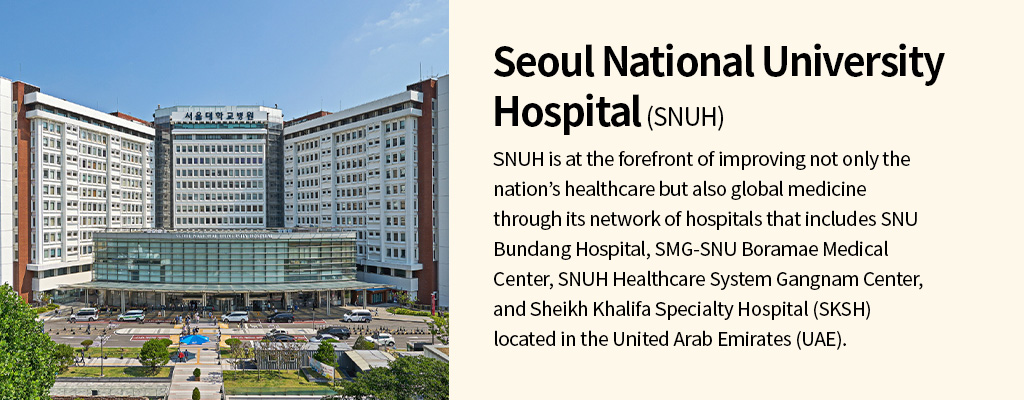 서울대학교병원
Seoul National University
Hospital (SNUH)
SNUH is at the forefront of improving not only the
nation’s healthcare but also global medicine
through its network of hospitals that includes SNU
Bundang Hospital, SMG-SNU Boramae Medical
Center, SNUH Healthcare System Gangnam Center,
and Sheikh Khalifa Specialty Hospital (SKSH)
located in the United Arab Emirates (UAE).